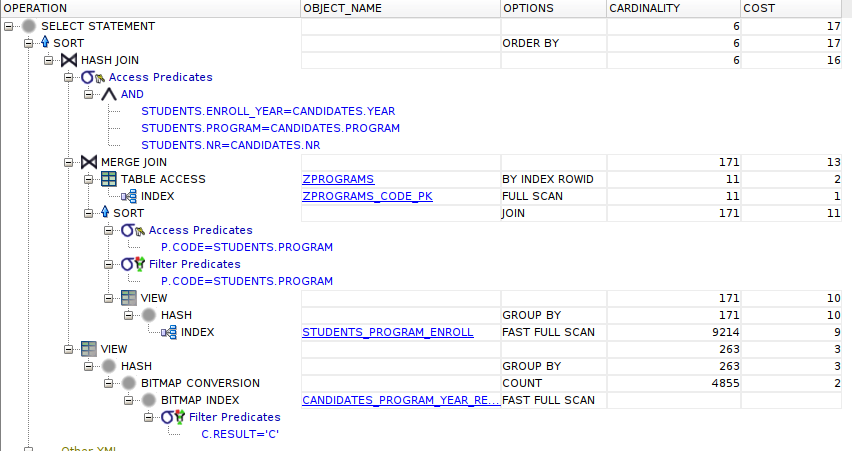 OPERATION OBJECT_NAME OPTIONS CARDINALITY COST
SELECT STATEMENT 6 17
SORT ORDER BY 6 17
HASH JOIN 6 16
Access Predicates
AND
STUDENTS.ENROLL_YEAR=CANDIDATES.YEAR
STUDENTS.PROGRAM=CANDIDATES.PROGRAM
STUDENTS.NR=CANDIDATES.NR
MERGE JOIN 171 13
TABLE ACCESS ZPROGRAMS BY INDEX ROWID 11 2
INDEX ZPROGRAMS_CODE_PK FULL SCAN 11 1
SORT JOIN 171 11
Access Predicates
P.CODE=STUDENTS.PROGRAM
Filter Predicates
P.CODE=STUDENTS.PROGRAM
VIEW 171 10
HASH GROUP BY 171 10
INDEX STUDENTS_PROGRAM_ENROLL FAST FULL SCAN 9214 9
VIEW 263 3
HASH GROUP BY 263 3
BITMAP CONVERSION COUNT 4855 2
BITMAP INDEX CANDIDATES_PROGRAM_YEAR_RE... FAST FULL SCAN
Filter Predicates
C.RESULT='C'
Other XML